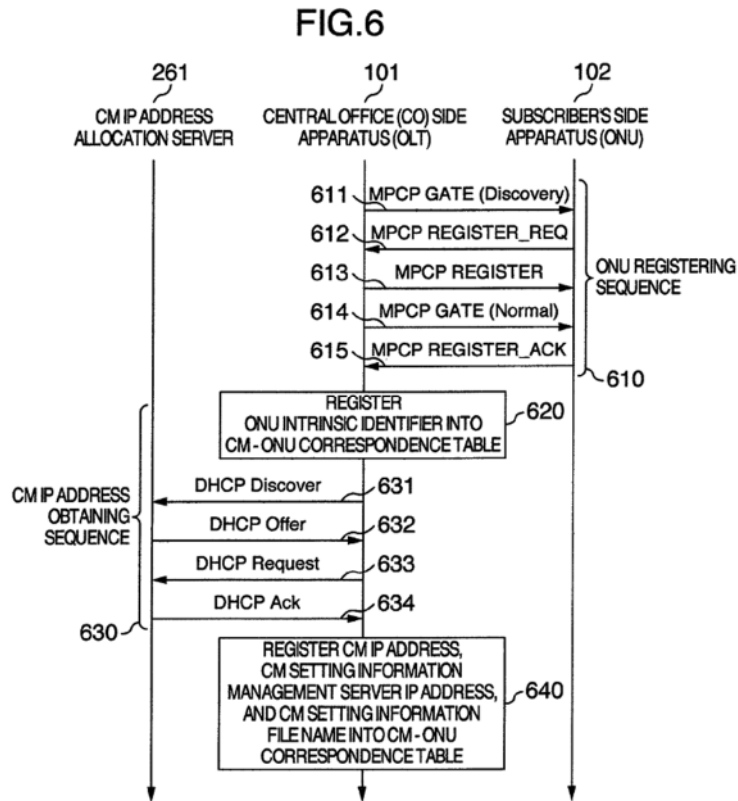 FIG.6
261
101
102
CM IP ADDRESS
ALLOCATION SERVER
CENTRAL OFFICE (CO) SIDE
APPARATUS (OLT)
SUBSCRIBER'S SIDE
APPARATUS (ONU)
611
MPCP GATE (Discovery)
612
MPCP REGISTER_REQ
613
MPCP REGISTER
614
MPCP GATE (Normal)
615
MPCP REGISTER_ACK
ONU REGISTERING
SEQUENCE
610
REGISTER
ONU INTRINSIC IDENTIFIER INTO
CM - ONU CORRESPONDENCE TABLE
620
CM IP ADDRESS
OBTAINING
SEQUENCE
DHCP Discover
631
DHCP Offer
632
DHCP Request
633
DHCP Ack
634
630
REGISTER CM IP ADDRESS,
CM SETTING INFORMATION
MANAGEMENT SERVER IP ADDRESS,
AND CM SETTING INFORMATION
FILE NAME INTO CM - ONU
CORRESPONDENCE TABLE
640